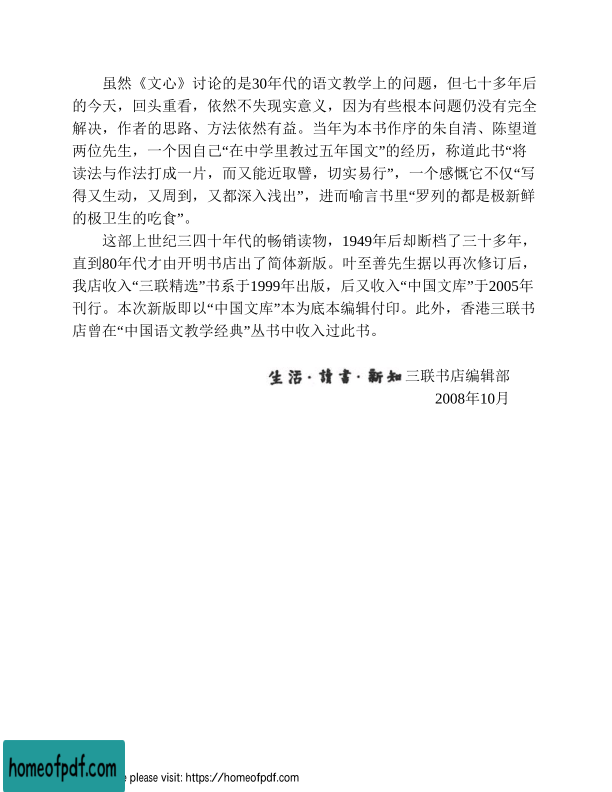 虽然《文心》讨论的是30年代的语文教学上的问题，但七十多年后
的今天，回头重看，依然不失现实意义，因为有些根本问题仍没有完全
解决，作者的思路、方法依然有益。当年为本书作序的朱自清、陈望道
两位先生，一个因自己“在中学里教过五年国文”的经历，称道此书“将
读法与作法打成一片，而又能近取譬，切实易行”，一个感慨它不仅“写
得又生动，又周到，又都深入浅出”，进而喻言书里“罗列的都是极新鲜
的极卫生的吃食”。
这部上世纪三四十年代的畅销读物，1949年后却断档了三十多年，
直到80年代才由开明书店出了简体新版。叶至善先生据以再次修订后，
我店收入“三联精选”书系于1999年出版，后又收入“中国文库”于2005年
刊行。本次新版即以“中国文库”本为底本编辑付印。此外，香港三联书
店曾在“中国语文教学经典”丛书中收入过此书。
生活·讀書·新知三联书店编辑部
2008年10月
homeofpdf.com
e please visit: https://homeofpdf.com